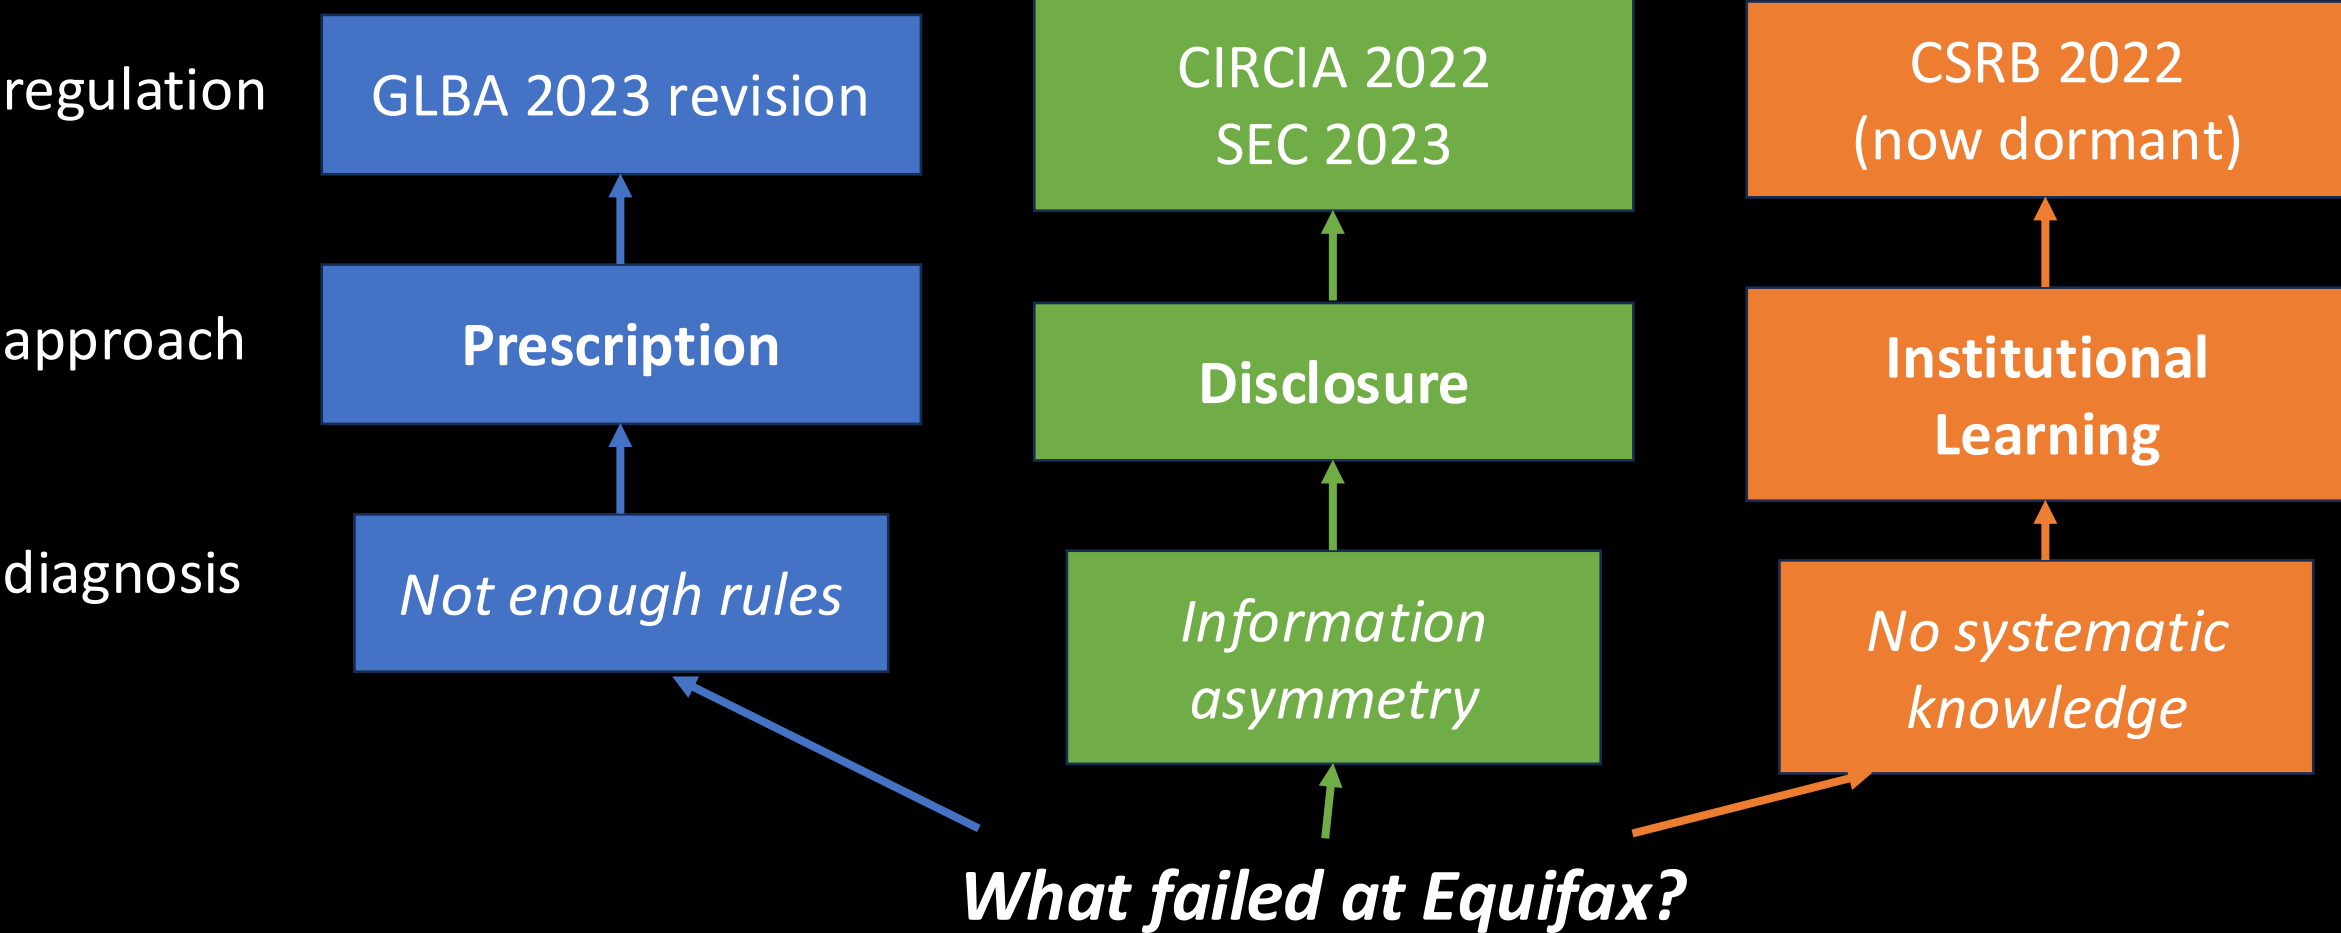 regulation
GLBA 2023 revision
CIRCIA 2022
SEC 2023
CSRB 2022
(now dormant)
approach
Prescription
Disclosure
Institutional
Learning
diagnosis
Not enough rules
Information
asymmetry
No systematic
knowledge
What failed at Equifax?